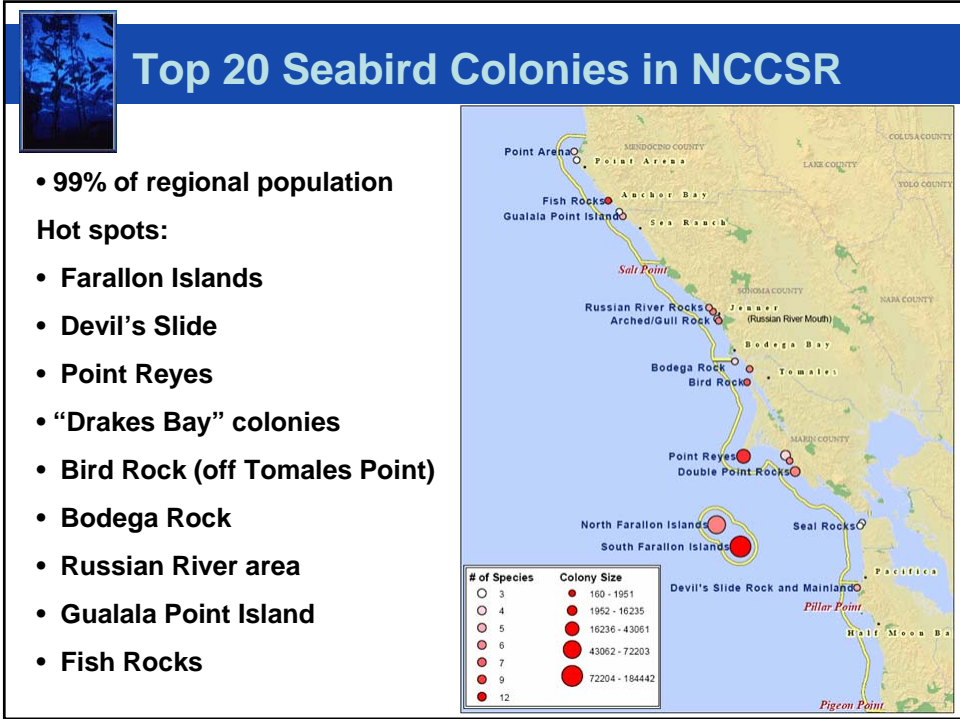 Top 20 Seabird Colonies in NCCSR
• 99% of regional population
Hot spots:
• Farallon Islands
• Devil’s Slide
• Point Reyes
• “Drakes Bay” colonies
• Bird Rock (off Tomales Point)
• Bodega Rock
• Russian River area
• Gualala Point Island
• Fish Rocks
COLUSA COUNTY
MENDOCINO COUNTY
Point Arena
Point Arena
LAKE COUNTY
YOLO COUNTY
Anchor Bay
Fish Rocks
Gualala Point Island
Sea Ranch
Salt Point
SONOMA COUNTY
NAPA COUNTY
Russian River Rocks
Jenner
Arched/Gull Rock
(Russian River Mouth)
Bodega Bay
Bodega Rock
Tomales
Bird Rock
MARIN COUNTY
Point Reyes
Double Point Rocks
North Farallon Islands
Seal Rocks
South Farallon Islands
Pacifica
Devil's Slide Rock and Mainland
Pillar Point
Half Moon Ba
Pigeon Point
# of Species Colony Size
3 160 - 1951
4 1952 - 16235
5 16236 - 43061
6 43062 - 72203
7 72204 - 184442
9
12